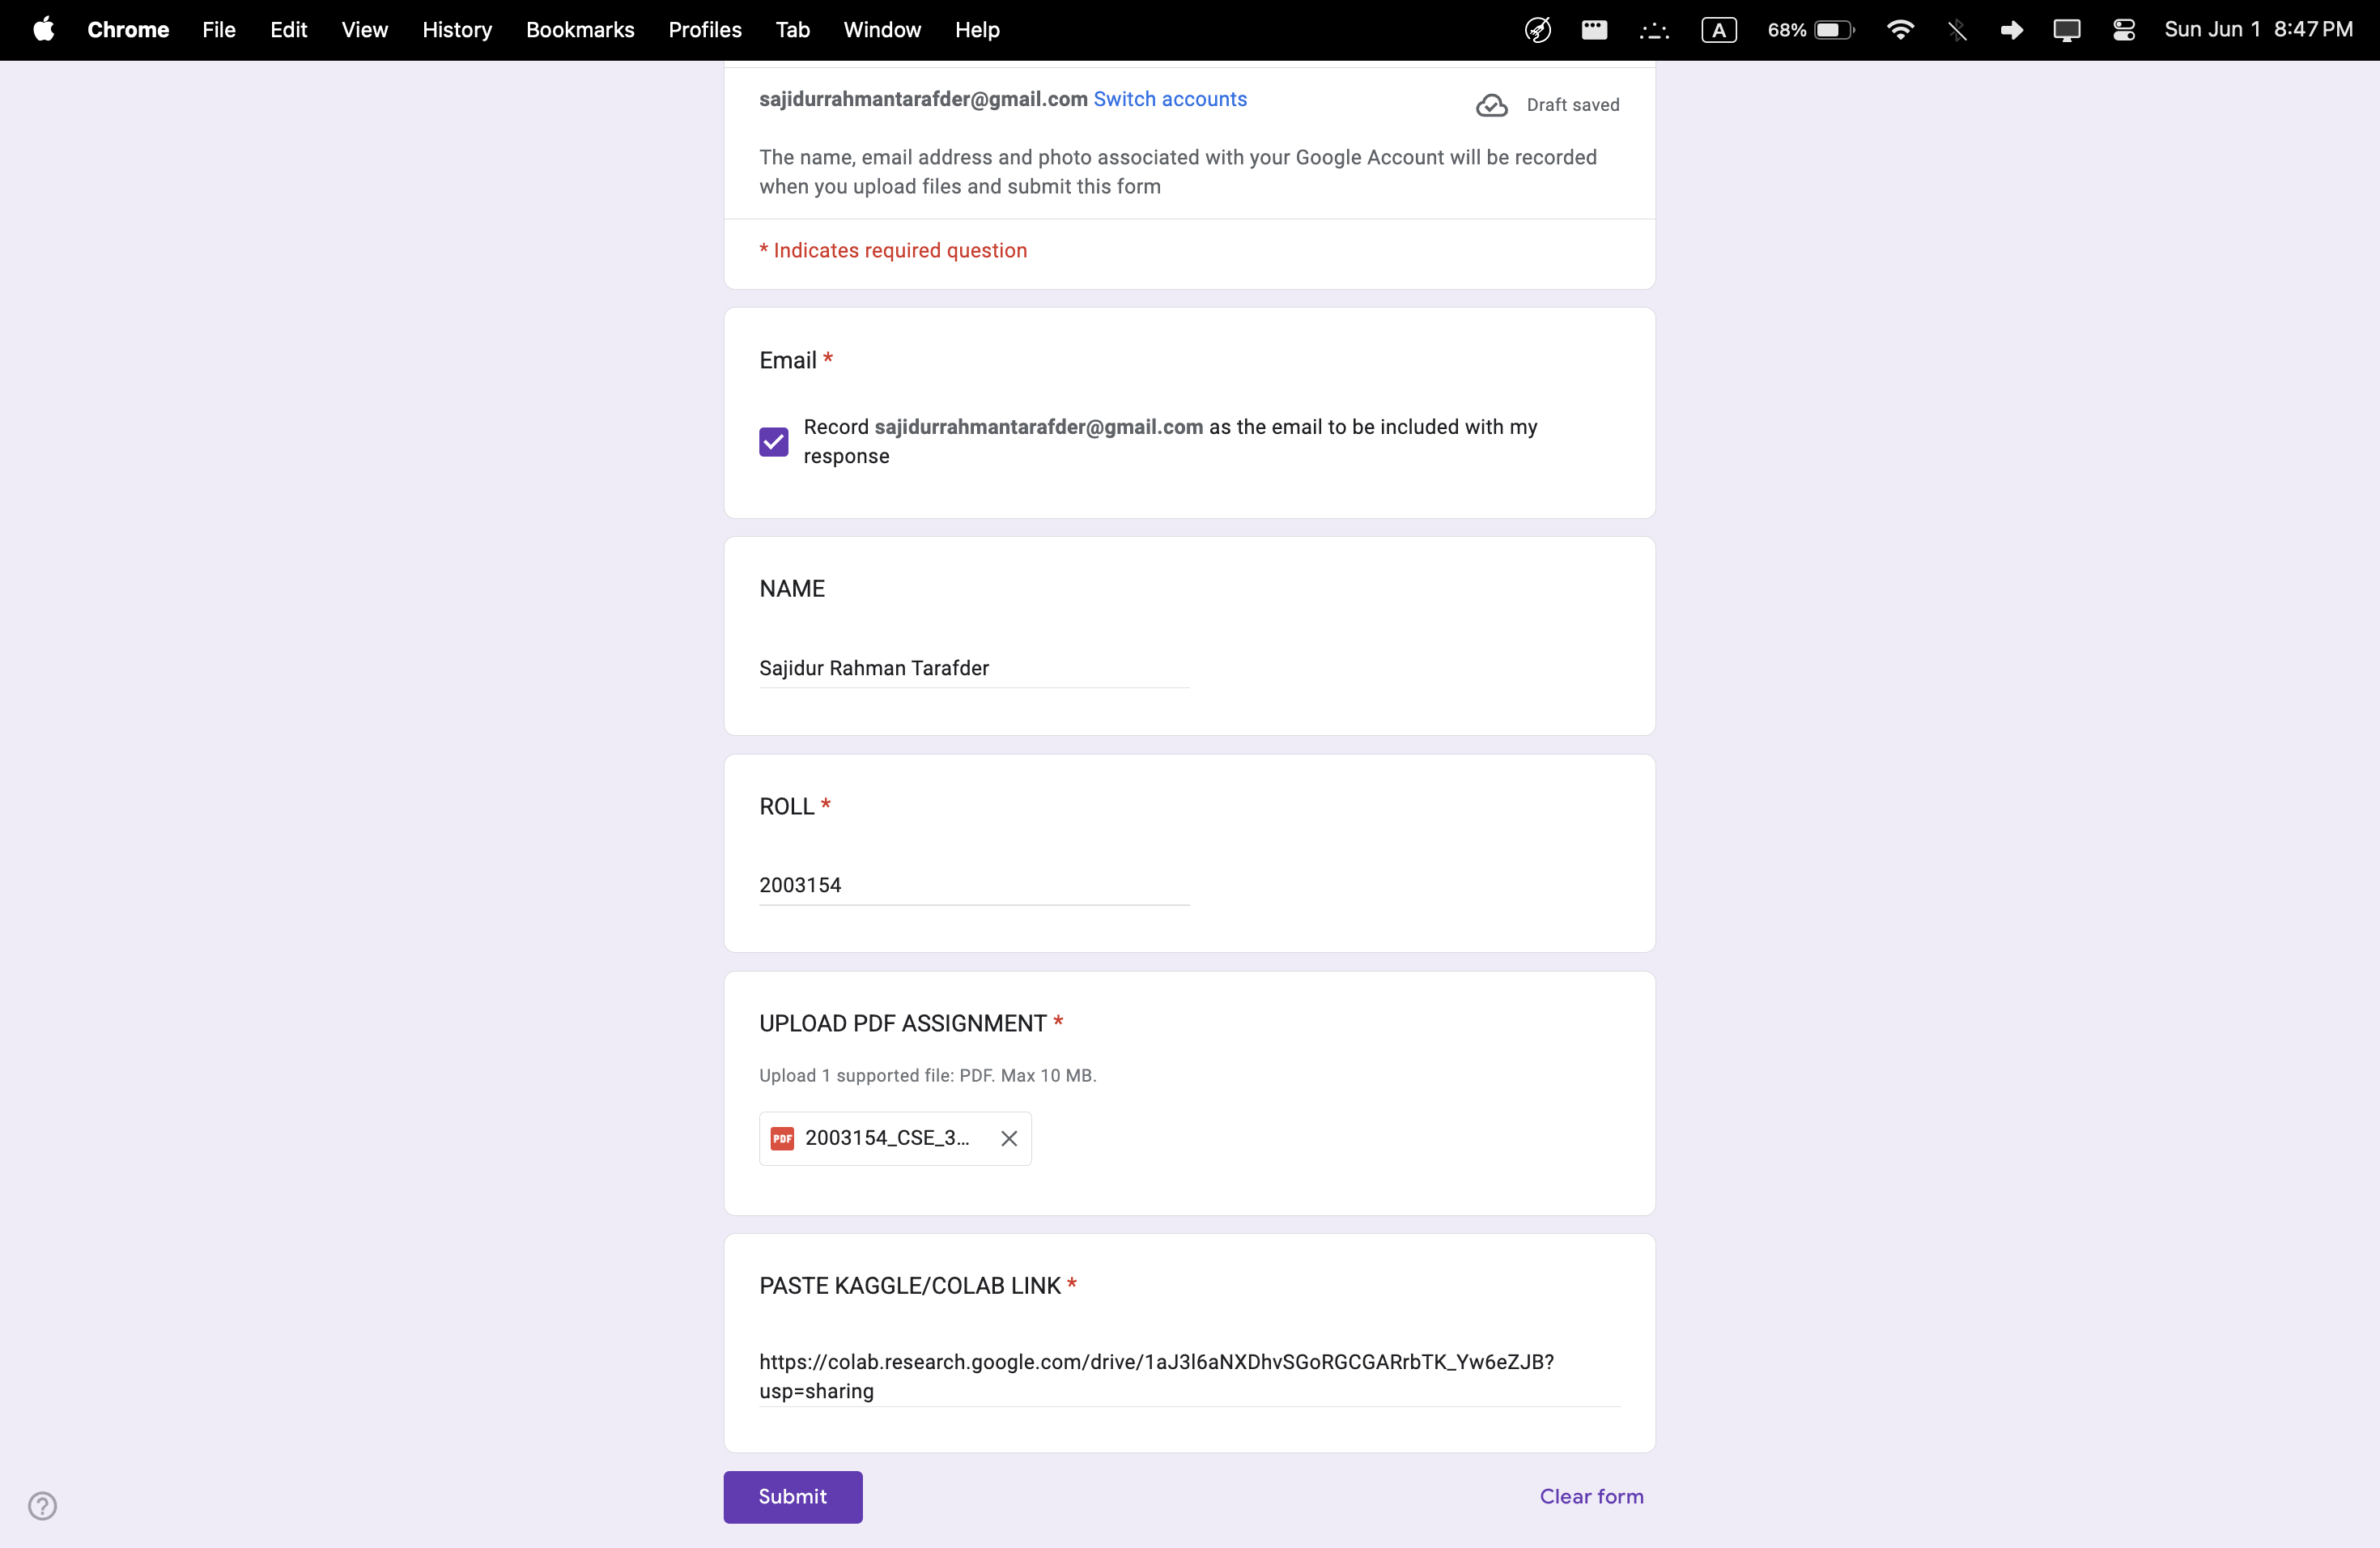 Chrome File Edit View History Bookmarks Profiles Tab Window Help A 68% Sun Jun 1 8:47 PM
sajidurrahmantarafder@gmail.com Switch accounts Draft saved
The name, email address and photo associated with your Google Account will be recorded
when you upload files and submit this form
* Indicates required question
Email *
Record sajidurrahmantarafder@gmail.com as the email to be included with my
response
NAME
Sajidur Rahman Tarafder
ROLL *
2003154
UPLOAD PDF ASSIGNMENT *
Upload 1 supported file: PDF. Max 10 MB.
PDF 2003154_CSE_3...
PASTE KAGGLE/COLAB LINK *
https://colab.research.google.com/drive/1aJ3l6aNXDhvSGoRGCGARrbTK_Yw6eZJB?
usp=sharing
Submit Clear form